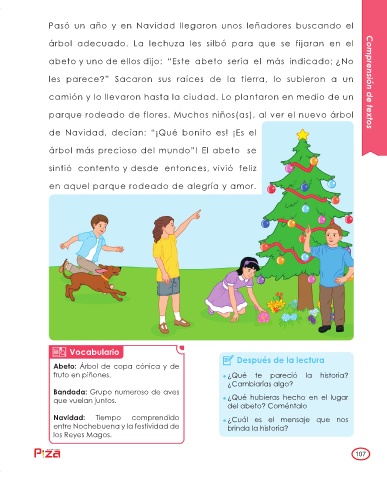 Pasó un año y en Navidad llegaron unos leñadores buscando el
árbol adecuado. La lechuza les silbó para que se fijaran en el
abeto y uno de ellos dijo: “Este abeto sería el más indicado; ¿No
les parece?” Sacaron sus raíces de la tierra, lo subieron a un
camión y lo llevaron hasta la ciudad. Lo plantaron en medio de un
parque rodeado de flores. Muchos niños(as), al ver el nuevo árbol
de Navidad, decían: “¡Qué bonito es! ¡Es el
árbol más precioso del mundo”! El abeto se
sintió contento y desde entonces, vivió feliz
en aquel parque rodeado de alegría y amor.
Comprensión de textos
Vocabulario
Abeto: Árbol de copa cónica y de
fruto en piñones.
Bandada: Grupo numeroso de aves
que vuelan juntos.
Navidad: Tiempo comprendido
entre Nochebuena y la festividad de
los Reyes Magos.
Después de la lectura
¿Qué te pareció la historia?
¿Cambiarías algo?
¿Qué hubieras hecho en el lugar
del abeto? Coméntalo
¿Cuál es el mensaje que nos
brinda la historia?
107